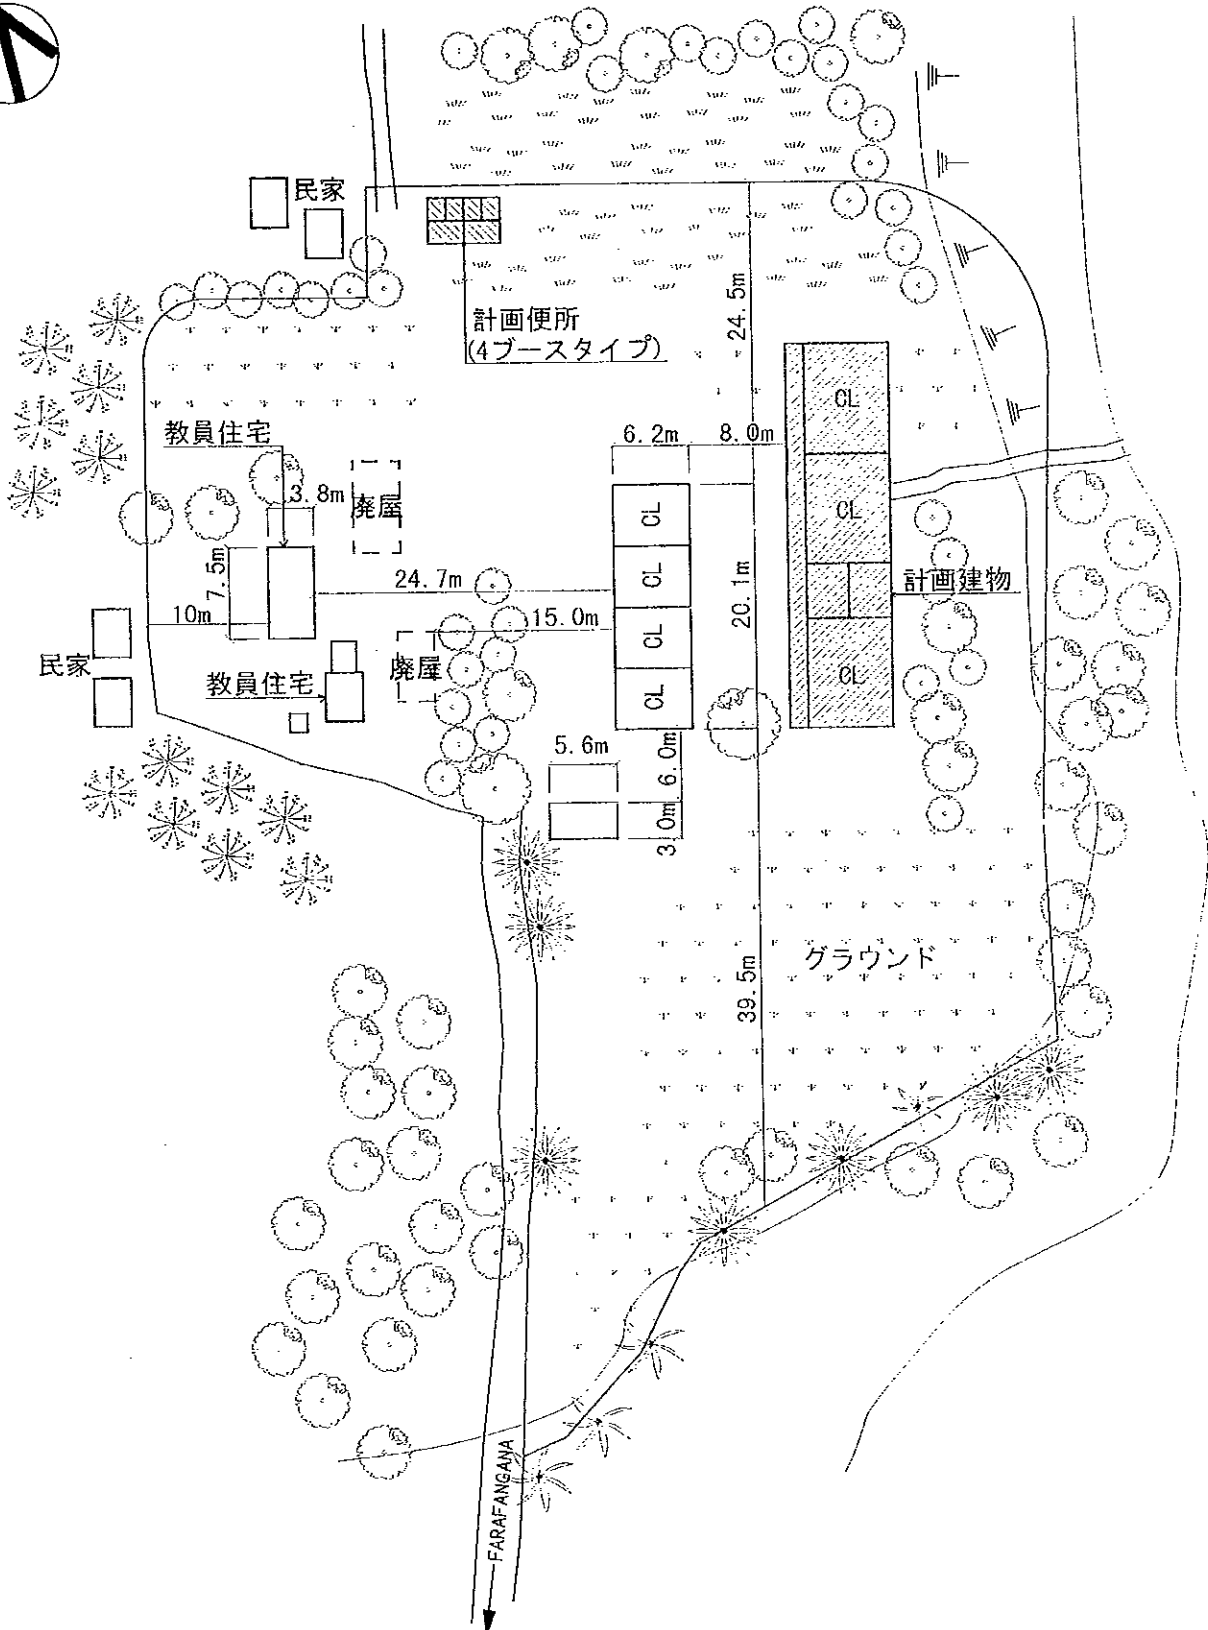 民家
計画便所
(4ブースタイプ)
24.5m
CL
教員住宅
6.2m
8.0m
3.8m
廃屋
CL
CL
7.5m
24.7m
CL
20.1m
計画建物
10m
15.0m
CL
民家
廃屋
教員住宅
CL
CL
5.6m
6.0m
3.0m
グラウンド
39.5m
FARAFANGANA